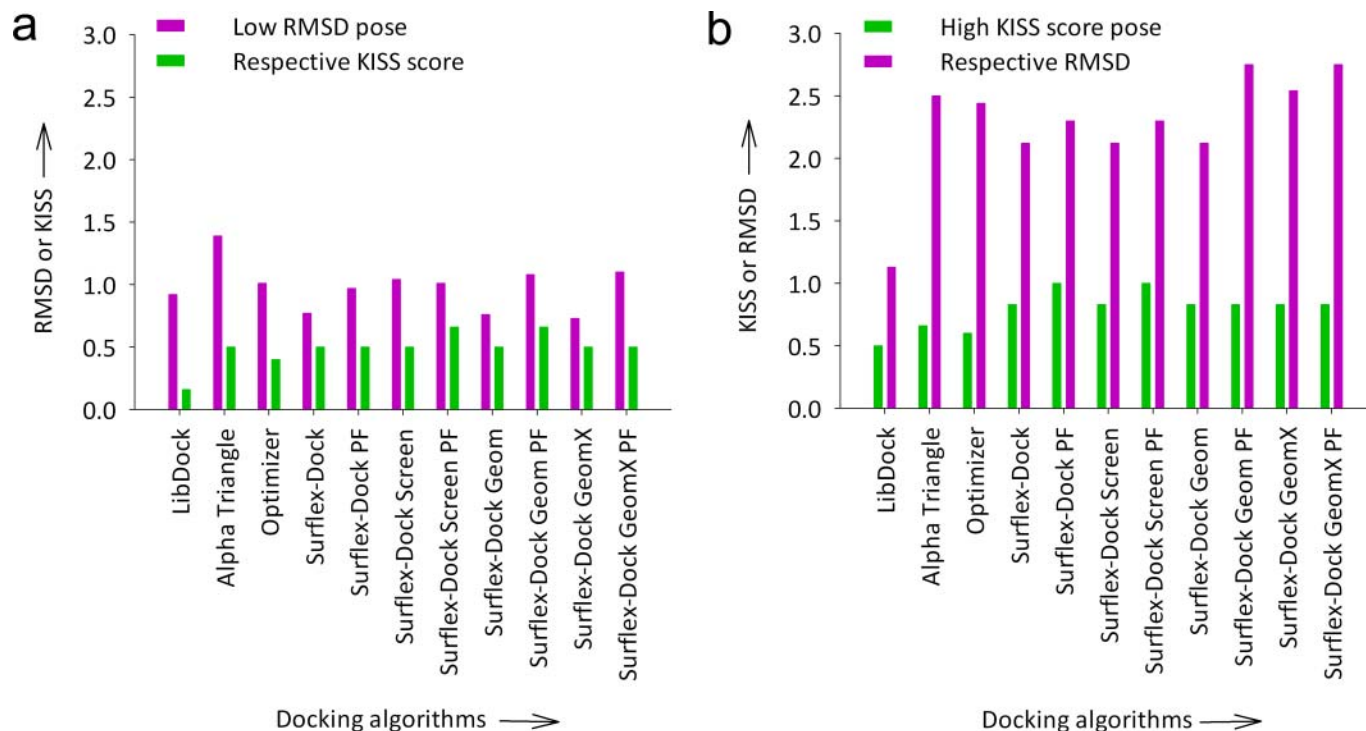 a
Low RMSD pose
Respective KISS score
RMSD or KISS
3.0
2.5
2.0
1.5
1.0
0.5
0.0
LibDock
Alpha Triangle
Optimizer
Surflex-Dock
Surflex-Dock PF
Surflex-Dock Screen
Surflex-Dock Screen PF
Surflex-Dock Geom
Surflex-Dock Geom PF
Surflex-Dock GeomX
Surflex-Dock GeomX PF
Docking algorithms
b
High KISS score pose
Respective RMSD
KISS or RMSD
3.0
2.5
2.0
1.5
1.0
0.5
0.0
LibDock
Alpha Triangle
Optimizer
Surflex-Dock
Surflex-Dock PF
Surflex-Dock Screen
Surflex-Dock Screen PF
Surflex-Dock Geom
Surflex-Dock Geom PF
Surflex-Dock GeomX
Surflex-Dock GeomX PF
Docking algorithms